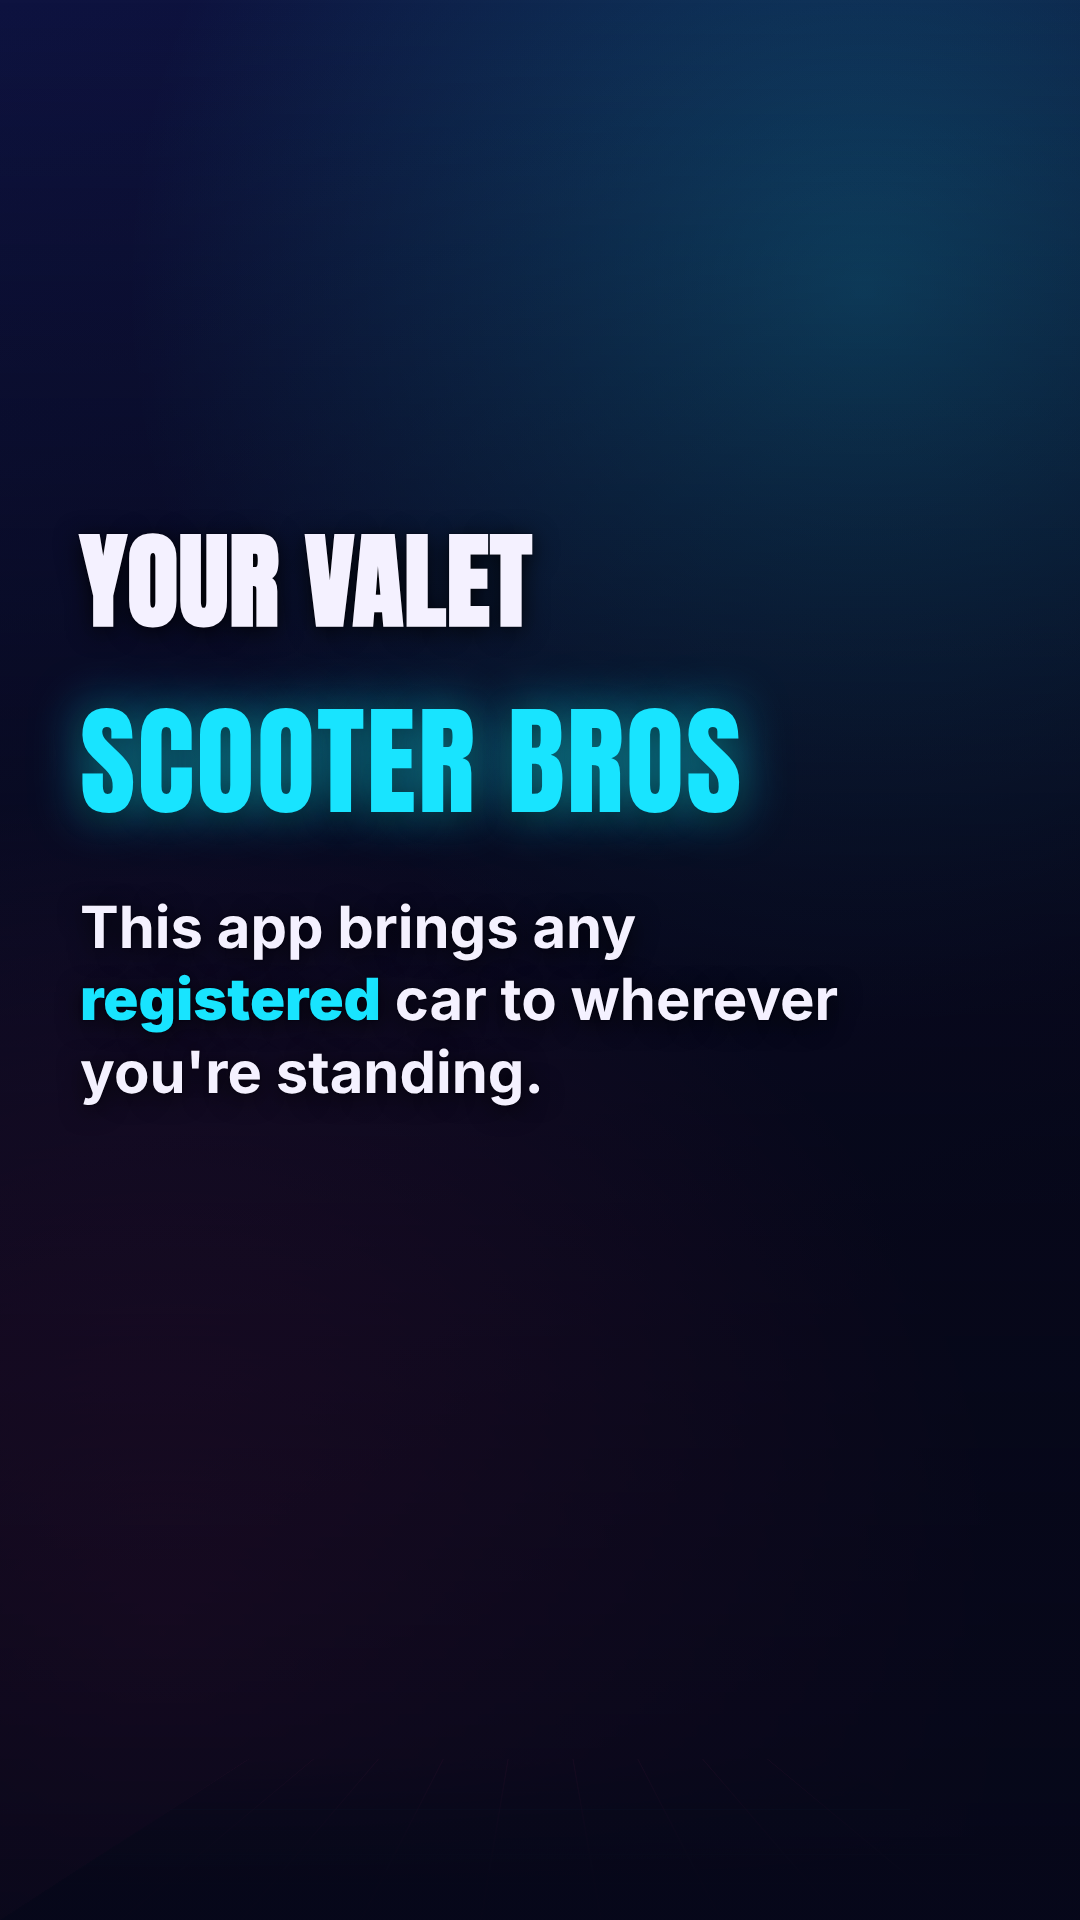 YOUR VALET
SCOOTER BROS
This app brings any
registered car to wherever
you're standing.